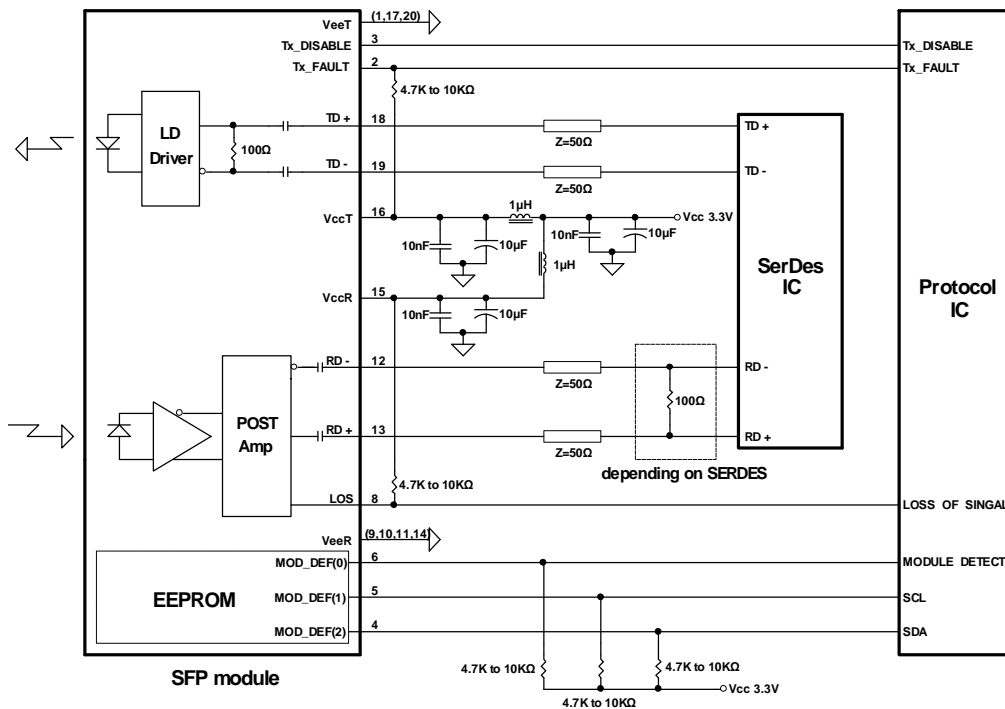 VeeT (1,17,20)
Tx_DISABLE 3 Tx_DISABLE
Tx_FAULT 2 Tx_FAULT
4.7K to 10KΩ
LD Driver
100Ω
TD + 18 Z=50Ω TD +
TD - 19 Z=50Ω TD -
1µH
VccT 16 Vcc 3.3V
10nF 10µF 10nF 10µF
1µH
SerDes IC
Protocol IC
VccR 15
10nF 10µF
RD - 12 Z=50Ω RD -
100Ω
POST Amp
RD + 13 Z=50Ω RD +
depending on SERDES
4.7K to 10KΩ
LOS 8 LOSS OF SINGAL
VeeR (9,10,11,14)
MOD_DEF(0) 6 MODULE DETECT
EEPROM
MOD_DEF(1) 5 SCL
MOD_DEF(2) 4 SDA
4.7K to 10KΩ 4.7K to 10KΩ
SFP module
4.7K to 10KΩ
Vcc 3.3V